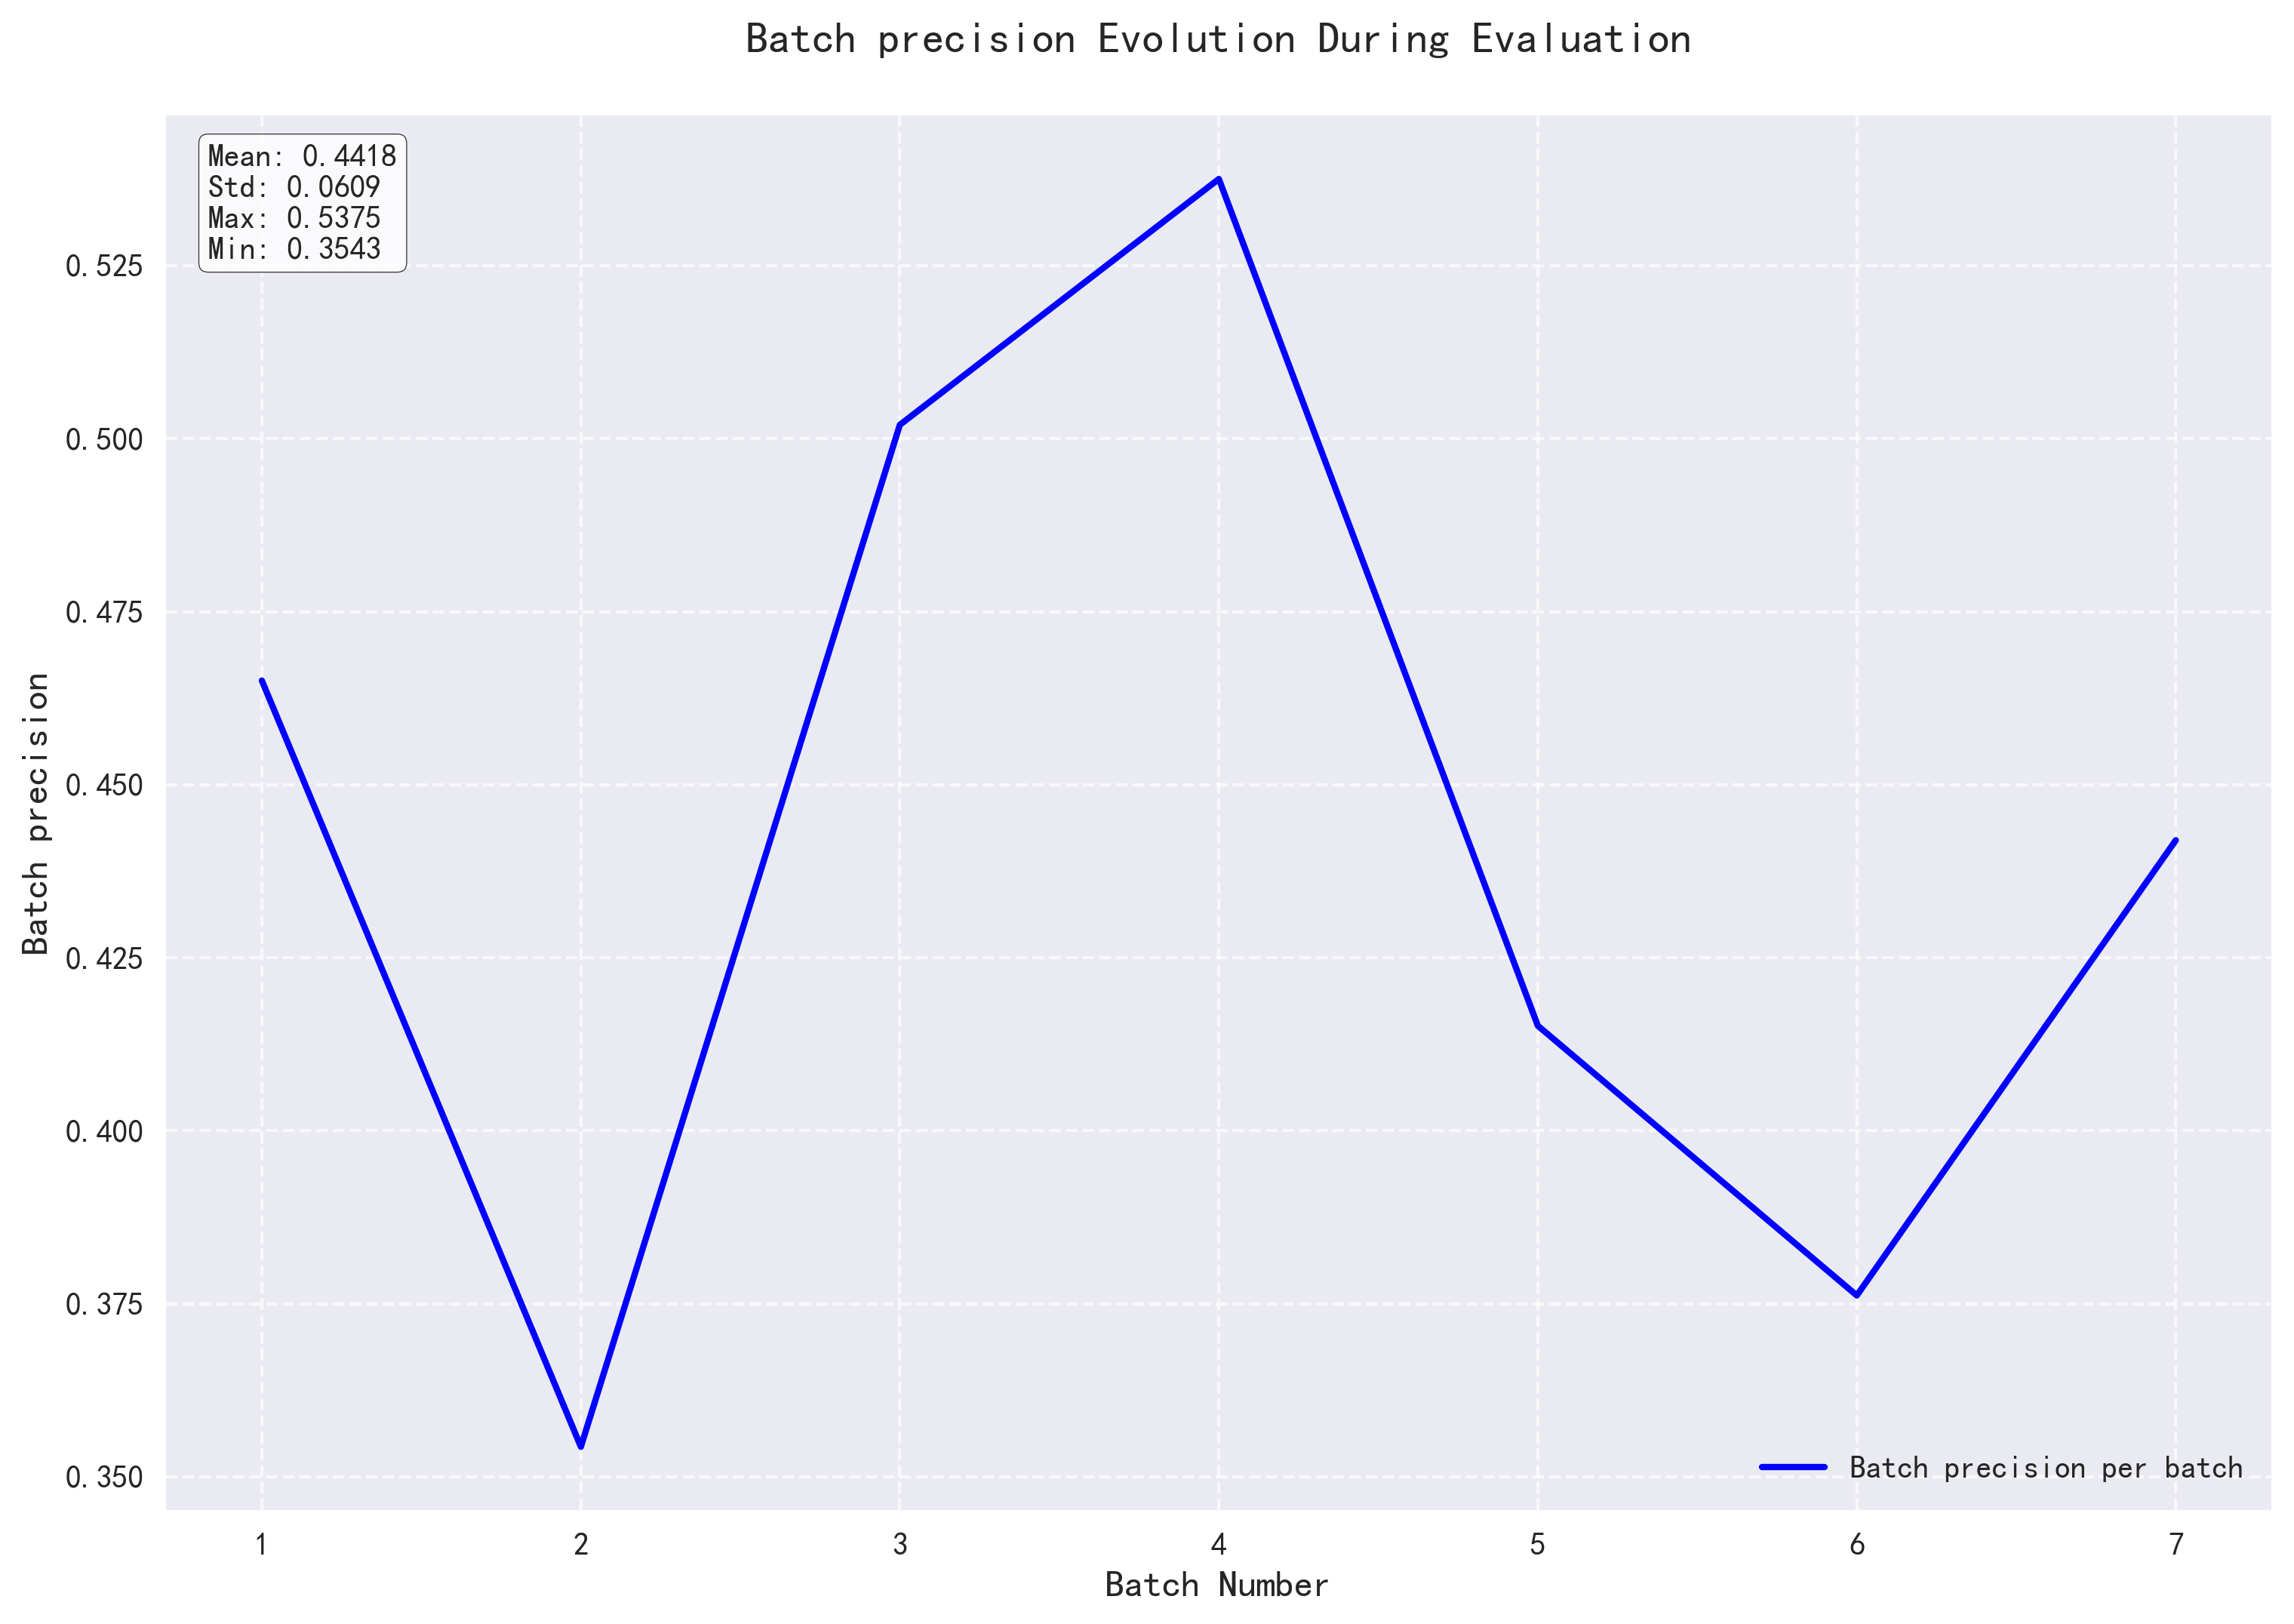 Batch precision Evolution During Evaluation
Mean: 0.4418
Std: 0.0609
Max: 0.5375
Min: 0.3543
0.525
0.500
0.475
0.450
0.425
0.400
0.375
0.350
Batch precision
Batch precision per batch
1 2 3 4 5 6 7
Batch Number